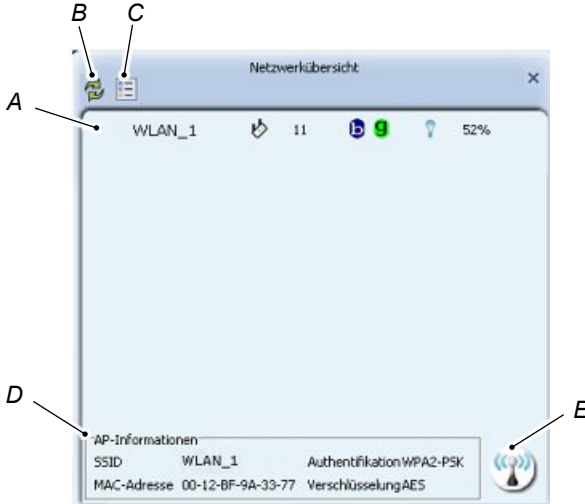 B C
Netzwerkübersicht
A
WLAN_1 11 b g 52%
D
E
AP-Informationen
SSID WLAN_1 Authentifikation WPA2-PSK
MAC-Adresse 00-12-BF-9A-33-77 Verschlüsselung AES